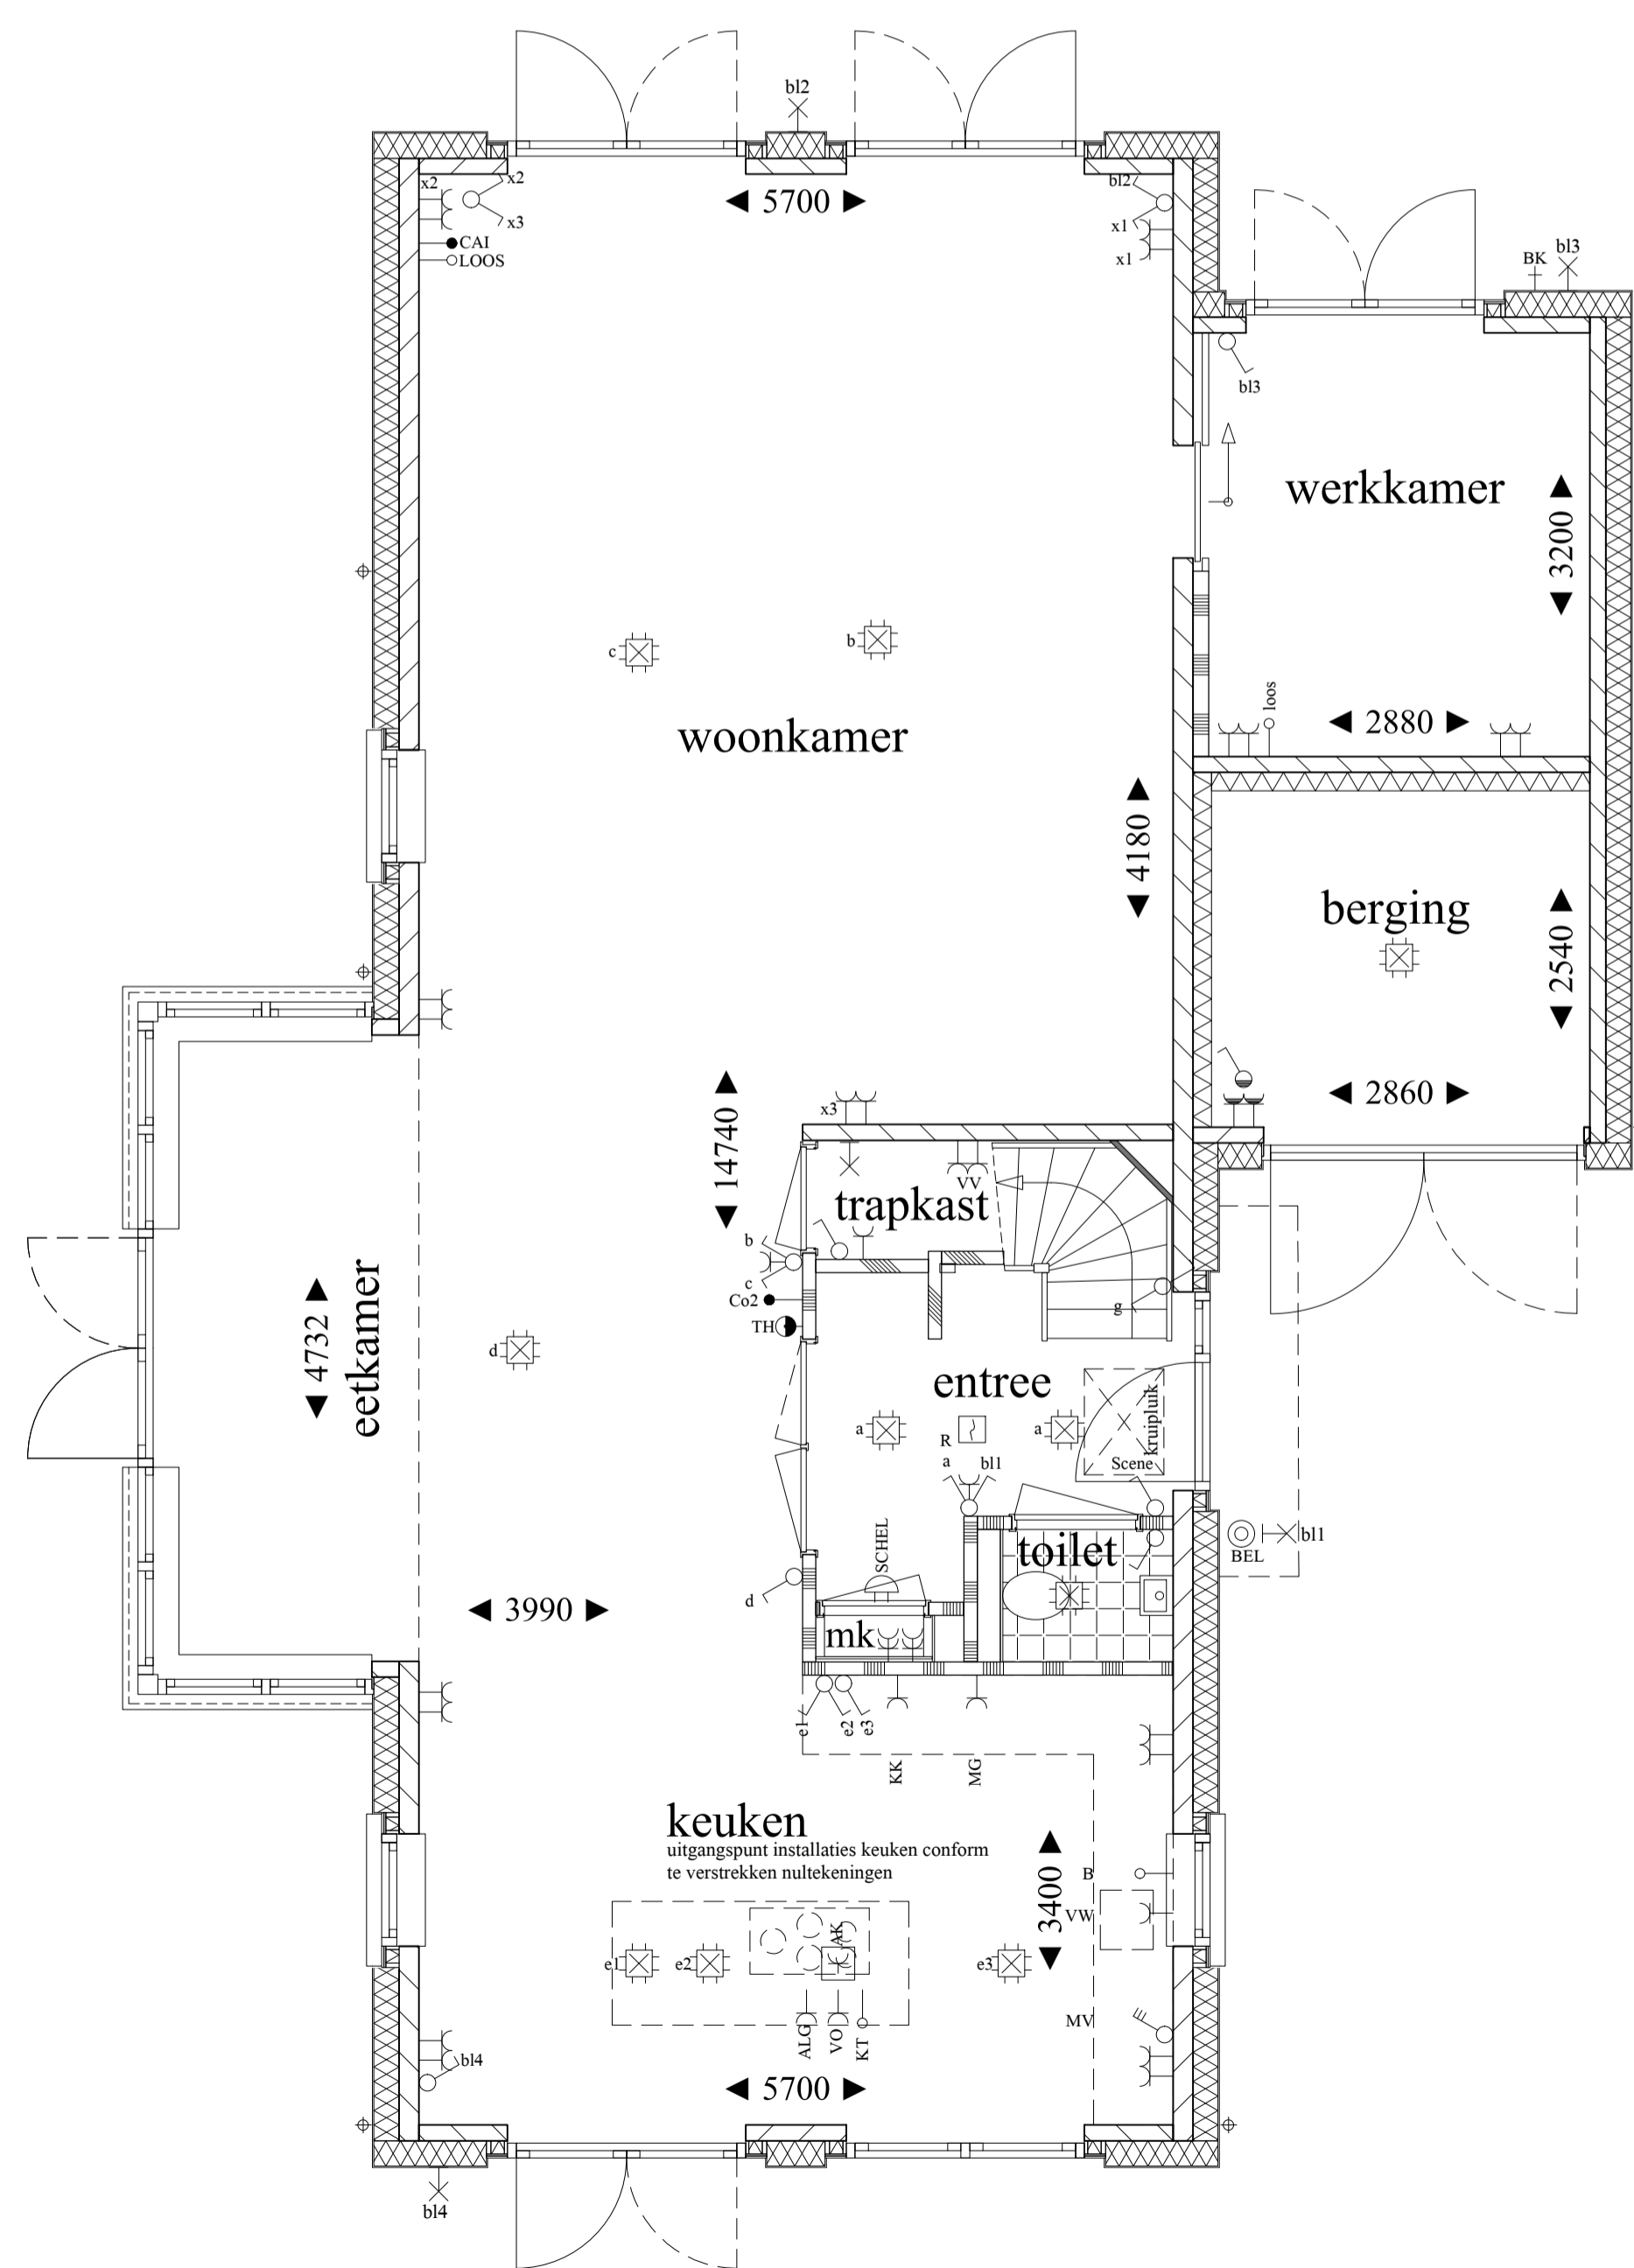 bl2
x2
x2
x3
CAI
LOOS
◄ 5700 ►
bl2
x1
x1
BK
bl3
bl3
werkkamer
◄ 3200 ►
c
b
woonkamer
loos
◄ 2880 ►
◄ 4180 ►
berging
◄ 2540 ►
◄ 2860 ►
x3
◄ 14740 ►
VV
trapkast
b
c
Co2
TH
g
◄ 4732 ►
eetkamer
d
entree
kruipluik
a
R
a
a
bl1
Scene
SCHEL
toilet
BEL
bl1
d
◄ 3990 ►
mk
e1
e2
e3
KK
MG
keuken
uitgangspunt installaties keuken conform
te verstrekken nultekeningen
◄ 3400 ►
B
VW
AK
e1
e2
e3
MV
ALG
VO
KT
bl4
◄ 5700 ►
bl4